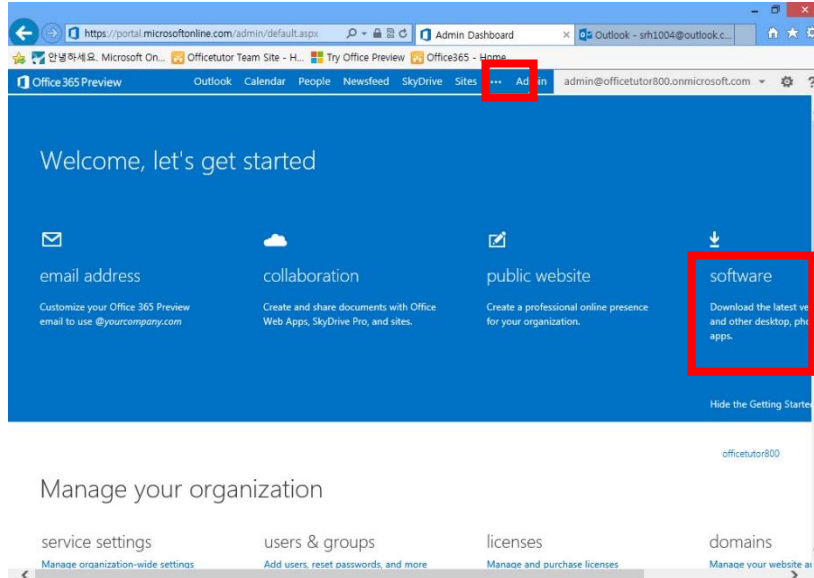 https://portal.microsoftonline.com/admin/default.aspx
Admin Dashboard
Outlook - srh1004@outlook.c...
안녕하세요. Microsoft On...
Officetutor Team Site - H...
Try Office Preview
Office365 - Home
Office 365 Preview
Outlook Calendar People Newsfeed SkyDrive Sites ••• Admin admin@officetutor800.onmicrosoft.com ?
Welcome, let's get started
email address
Customize your Office 365 Preview
email to use @yourcompany.com
collaboration
Create and share documents with Office
Web Apps, SkyDrive Pro, and sites.
public website
Create a professional online presence
for your organization.
software
Download the latest ve
and other desktop, pho
apps.
Hide the Getting Started
officetutor800
Manage your organization
service settings
Manage organization-wide settings
users & groups
Add users, reset passwords, and more
licenses
Manage and purchase licenses
domains
Manage your website a